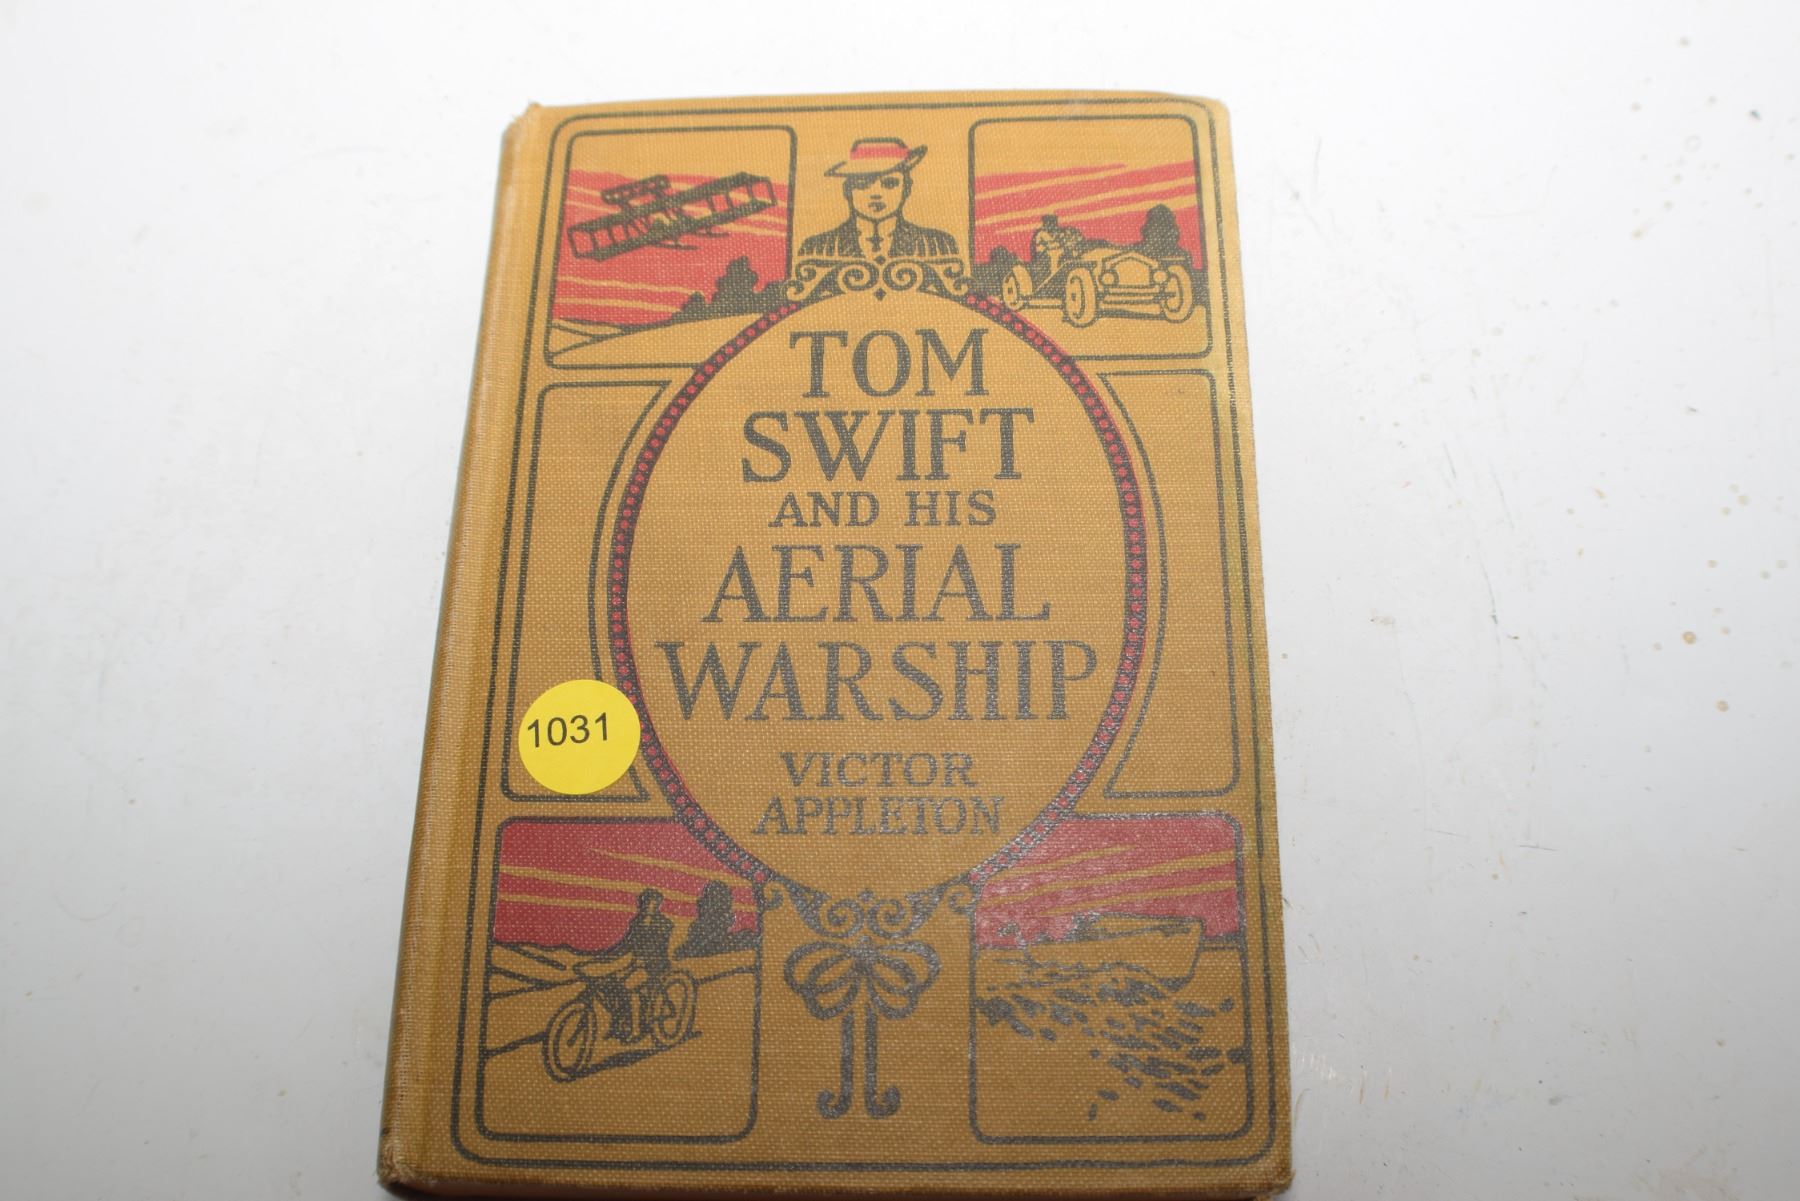 TOM
SWIFT
AND HIS
AERIAL
WARSHIP
1031
VICTOR
APPLETON